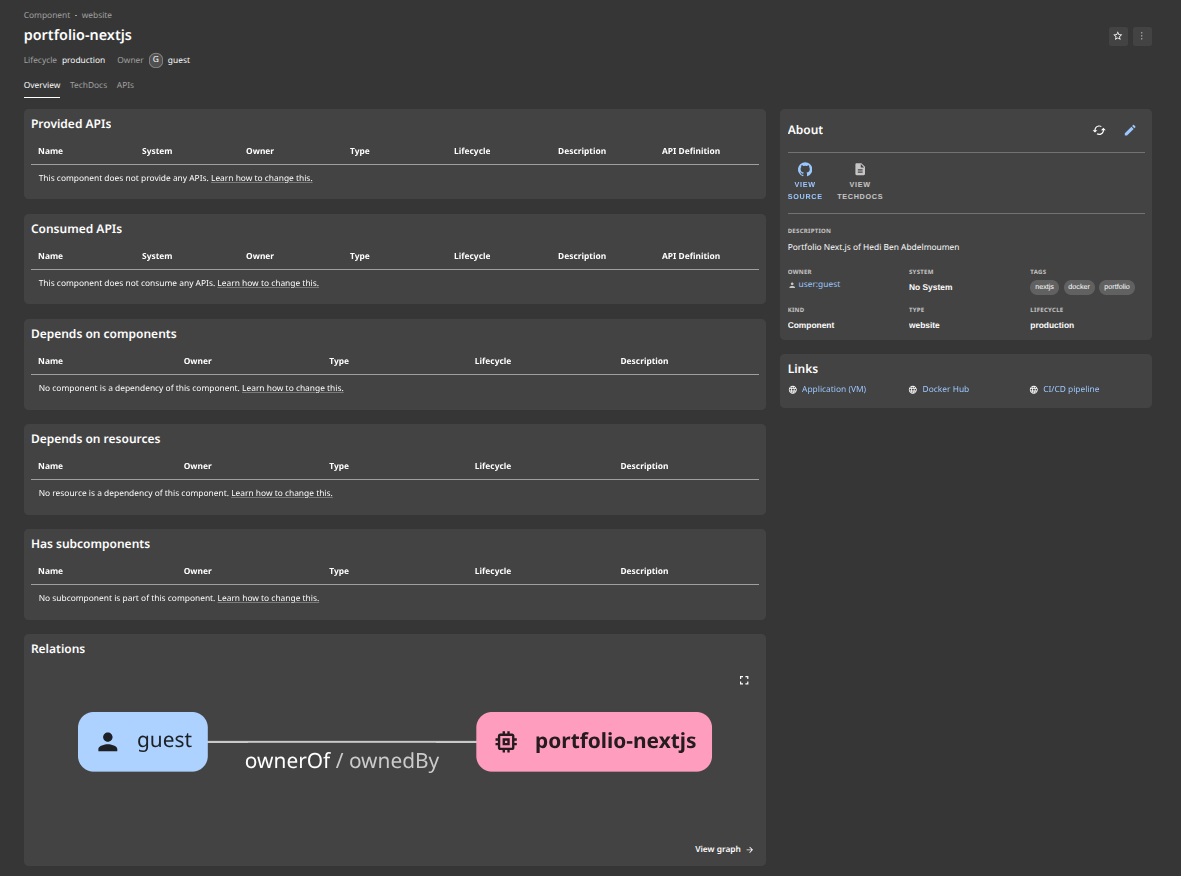 Component • website
portfolio-nextjs
Lifecycle production Owner G guest
Overview TechDocs APIs
Provided APIs
Name System Owner Type Lifecycle Description API Definition
This component does not provide any APIs. Learn how to change this.
Consumed APIs
Name System Owner Type Lifecycle Description API Definition
This component does not consume any APIs. Learn how to change this.
Depends on components
Name Owner Type Lifecycle Description
No component is a dependency of this component. Learn how to change this.
Depends on resources
Name Owner Type Lifecycle Description
No resource is a dependency of this component. Learn how to change this.
Has subcomponents
Name Owner Type Lifecycle Description
No subcomponent is part of this component. Learn how to change this.
Relations
guest
ownerOf / ownedBy
portfolio-nextjs
View graph
About
VIEW SOURCE
VIEW TECHDOCS
DESCRIPTION
Portfolio Next.js of Hedi Ben Abdelmoumen
OWNER SYSTEM TAGS
user:guest No System nextjs docker portfolio
KIND TYPE LIFECYCLE
Component website production
Links
Application (VM) Docker Hub CI/CD pipeline